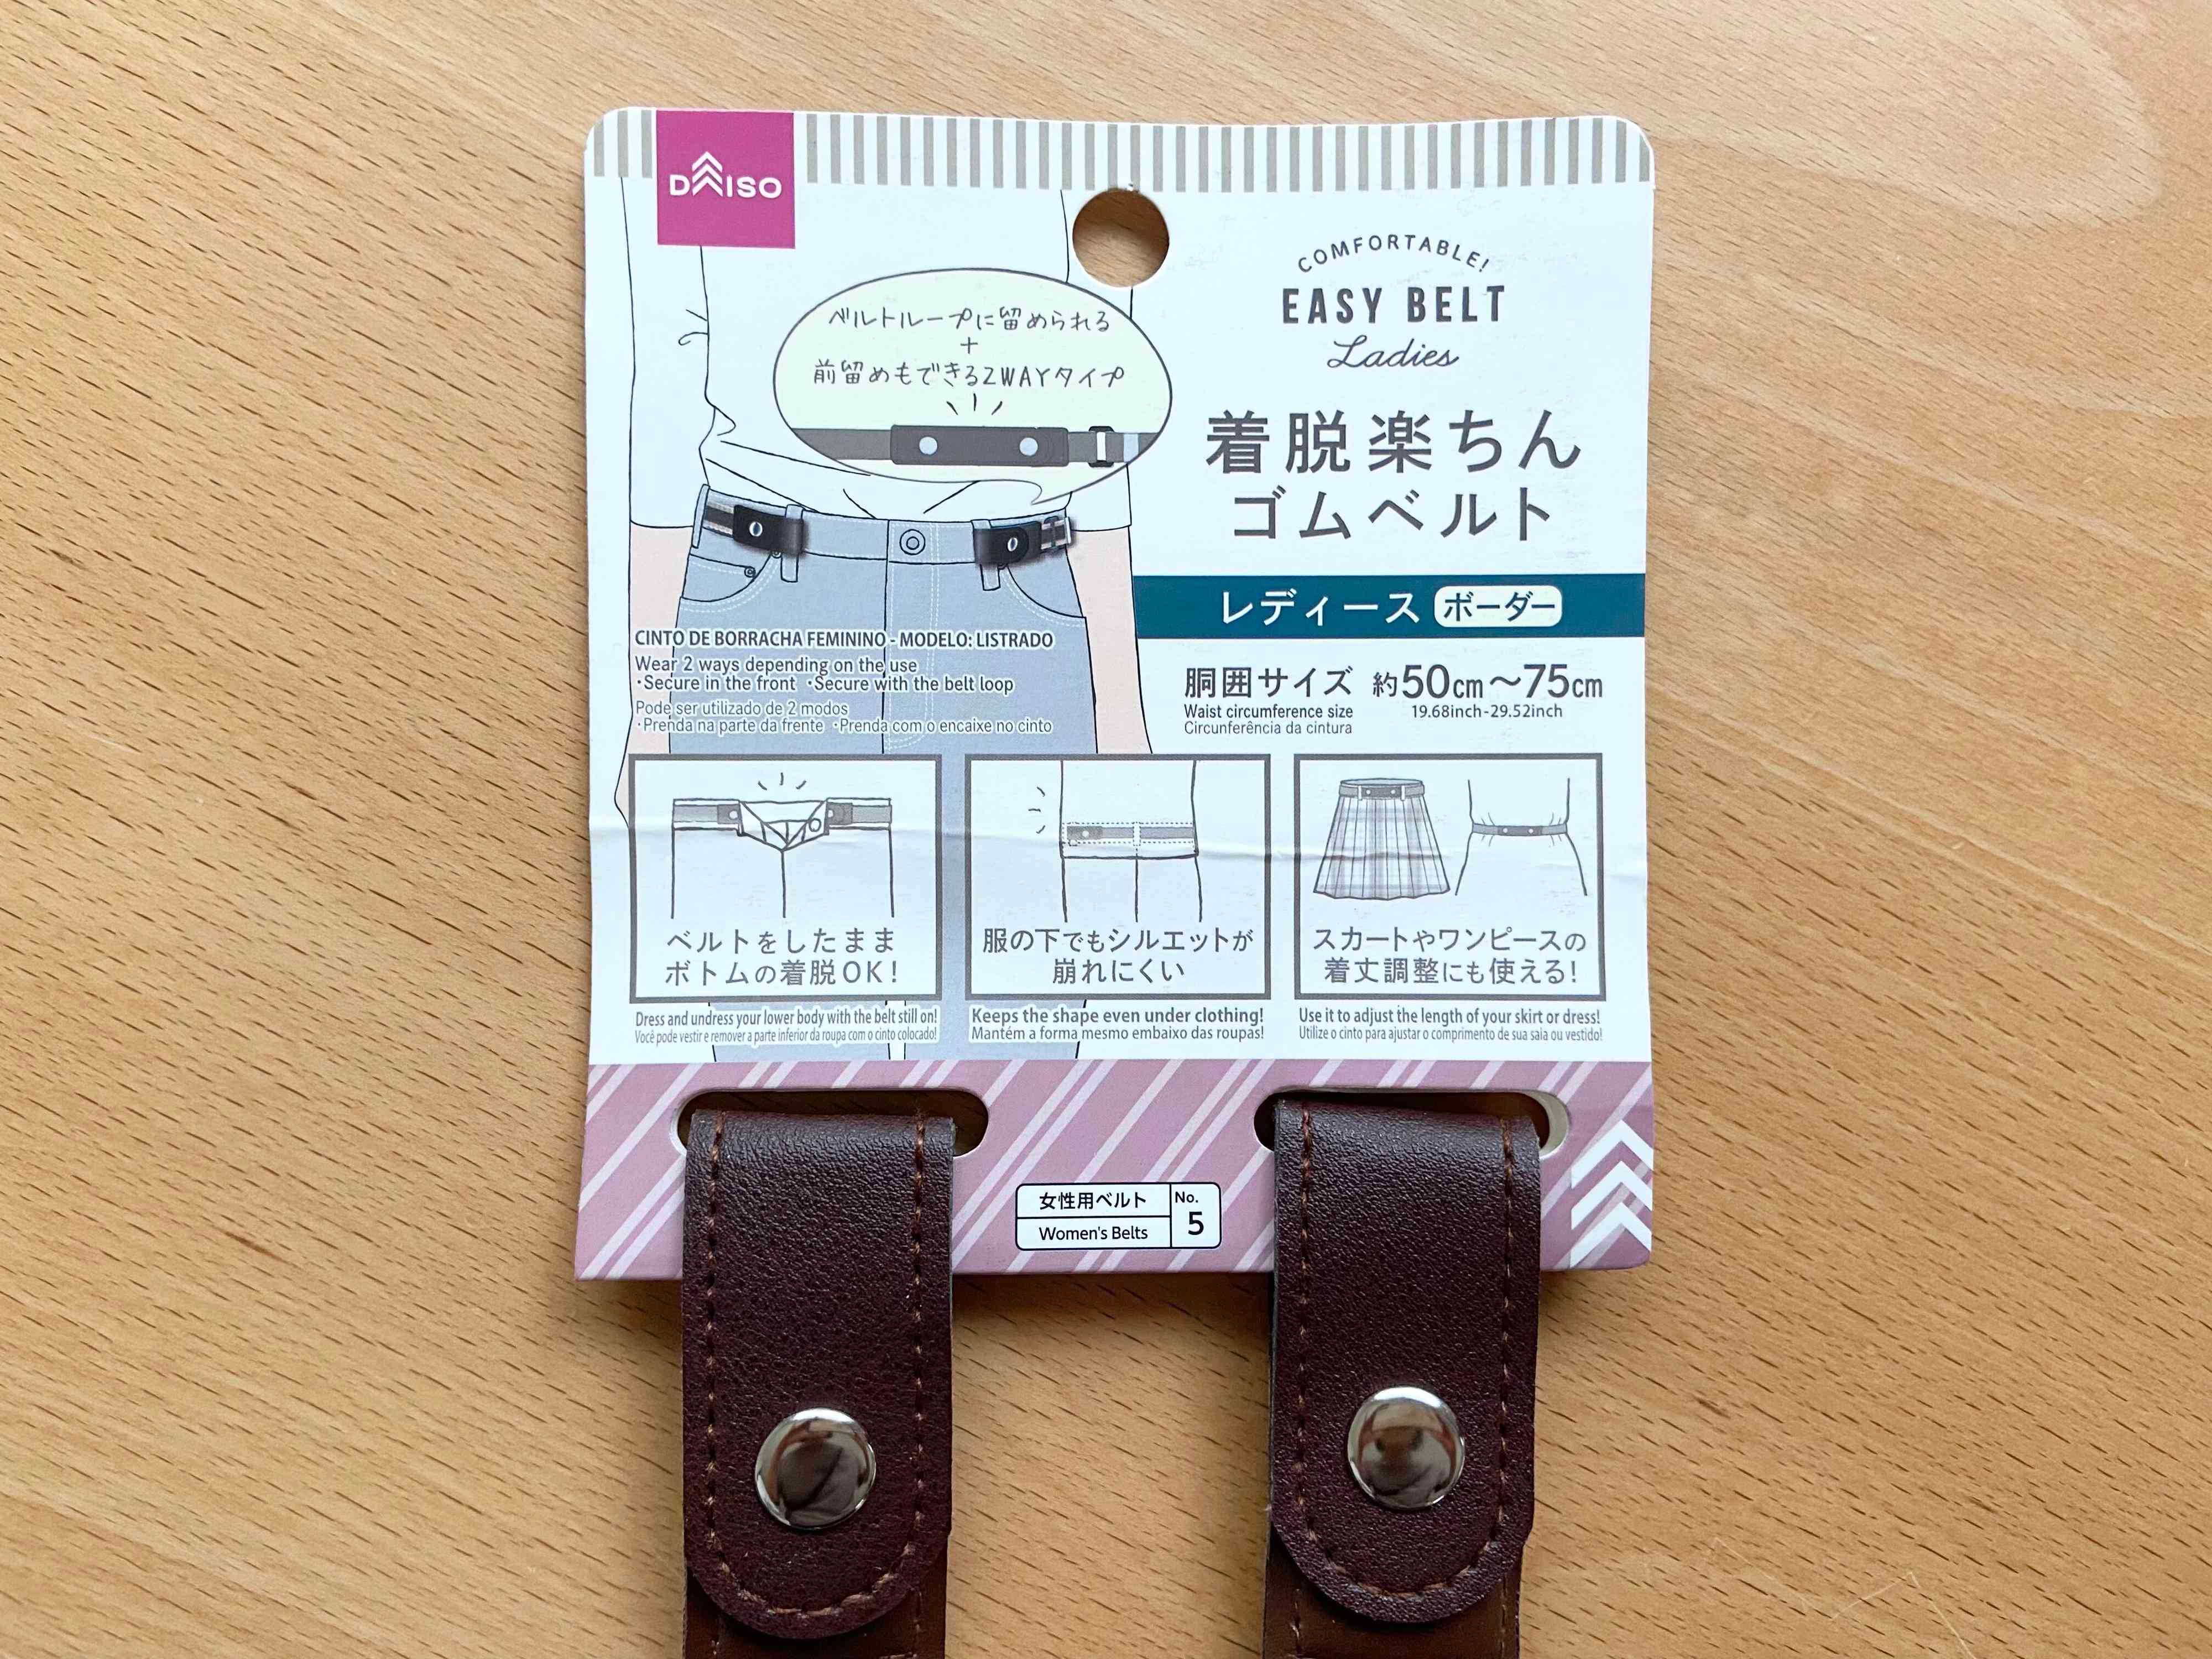 DAISO
COMFORTABLE!
EASY BELT
Ladies
ベルトループに留められる
+
前留めもできる2WAYタイプ
着脱楽ちん
ゴムベルト
レディース ボーダー
CINTO DE BORRACHA FEMININO - MODELO: LISTRADO
Wear 2 ways depending on the use
・Secure in the front ・Secure with the belt loop
Pode ser utilizado de 2 modos
・Prenda na parte da frente ・Prenda com o encaixe no cinto
胴囲サイズ 約50cm～75cm
Waist circumference size 19.68inch-29.52inch
Circunferência da cintura
ベルトをしたまま
ボトムの着脱OK!
Dress and undress your lower body with the belt still on!
Você pode vestir e remover a parte inferior da roupa com o cinto colocado!
服の下でもシルエットが
崩れにくい
Keeps the shape even under clothing!
Mantém a forma mesmo embaixo das roupas!
スカートやワンピースの
着丈調整にも使える!
Use it to adjust the length of your skirt or dress!
Utilize o cinto para ajustar o comprimento de sua saia ou vestido!
女性用ベルト No.
Women's Belts 5